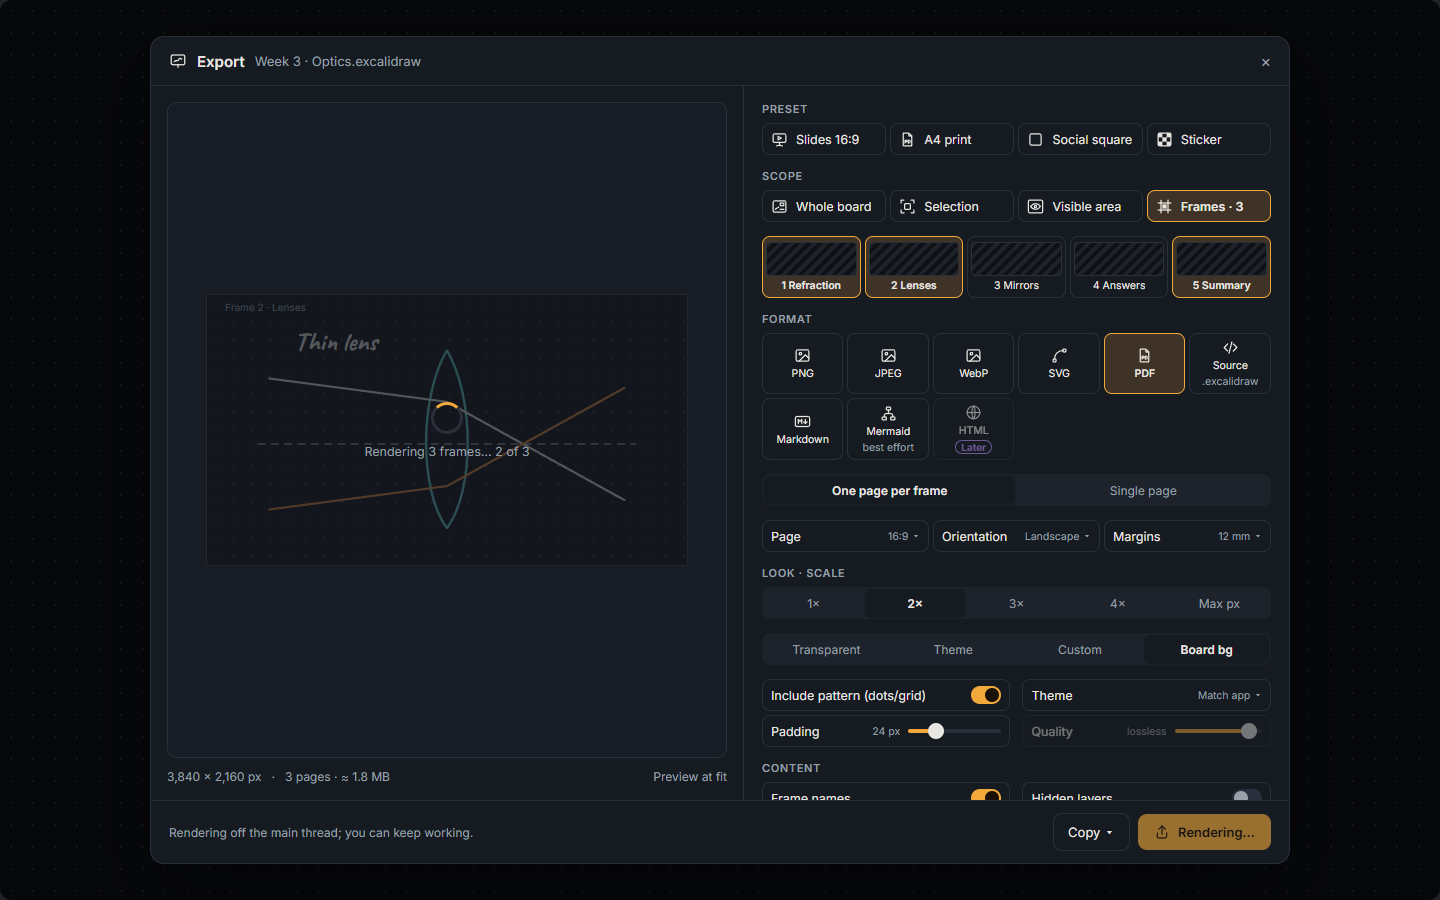 Export Week 3 · Optics.excalidraw ×
Frame 2 · Lenses
Thin lens
Rendering 3 frames... 2 of 3
3,840 × 2,160 px · 3 pages · ≈ 1.8 MB Preview at fit
PRESET
Slides 16:9 A4 print Social square Sticker
SCOPE
Whole board Selection Visible area Frames · 3
1 Refraction 2 Lenses 3 Mirrors 4 Answers 5 Summary
FORMAT
PNG JPEG WebP SVG PDF Source
.excalidraw
Markdown Mermaid HTML
best effort Later
One page per frame Single page
Page 16:9 Orientation Landscape Margins 12 mm
LOOK · SCALE
1× 2× 3× 4× Max px
Transparent Theme Custom Board bg
Include pattern (dots/grid) Theme Match app
Padding 24 px Quality lossless
CONTENT
Frame names Hidden layers
Rendering off the main thread; you can keep working. Copy Rendering...